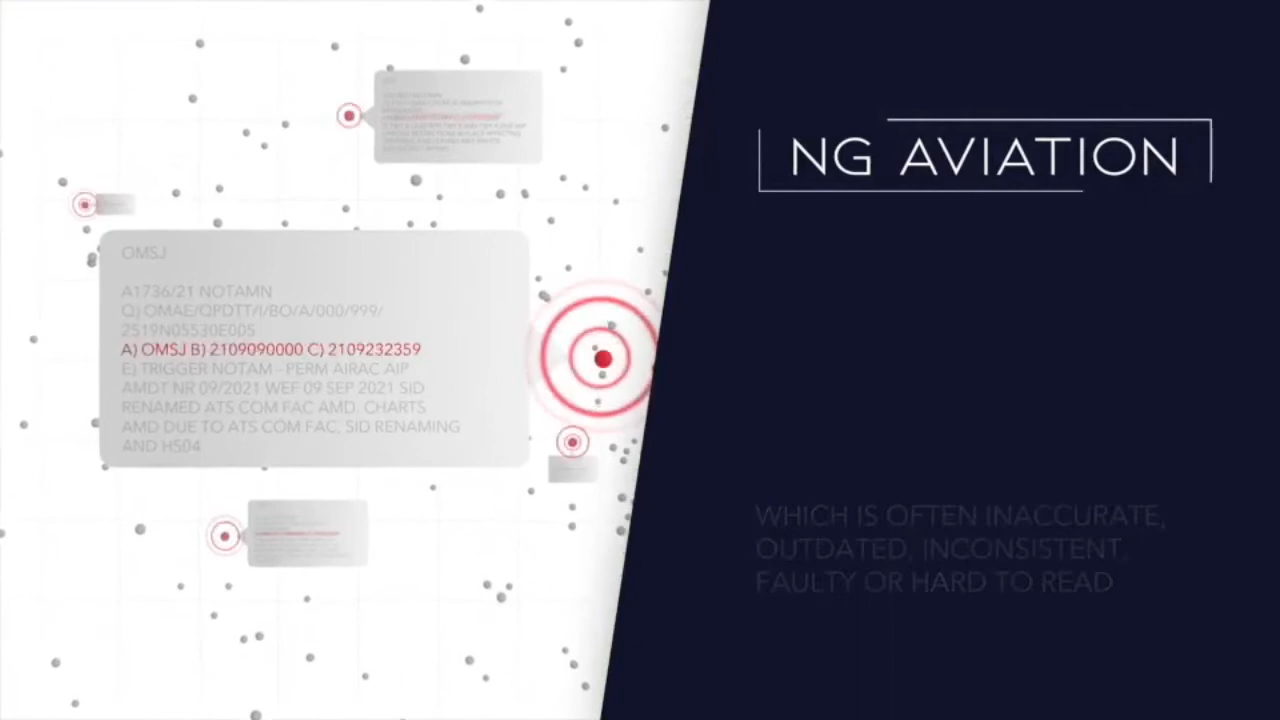 OMSJ
A1736/21 NOTAMN
Q) OMAE/QPDTT/I/BO/A/000/999/
2519N05530E005
A) OMSJ B) 2109090000 C) 2109232359
E) TRIGGER NOTAM - PERM AIRAC AIP
AMDT NR 09/2021 WEF 09 SEP 2021 SID
RENAMED ATS COM FAC AMD. CHARTS
AMD DUE TO ATS COM FAC, SID RENAMING
AND HS04
NG AVIATION
WHICH IS OFTEN INACCURATE,
OUTDATED, INCONSISTENT,
FAULTY OR HARD TO READ